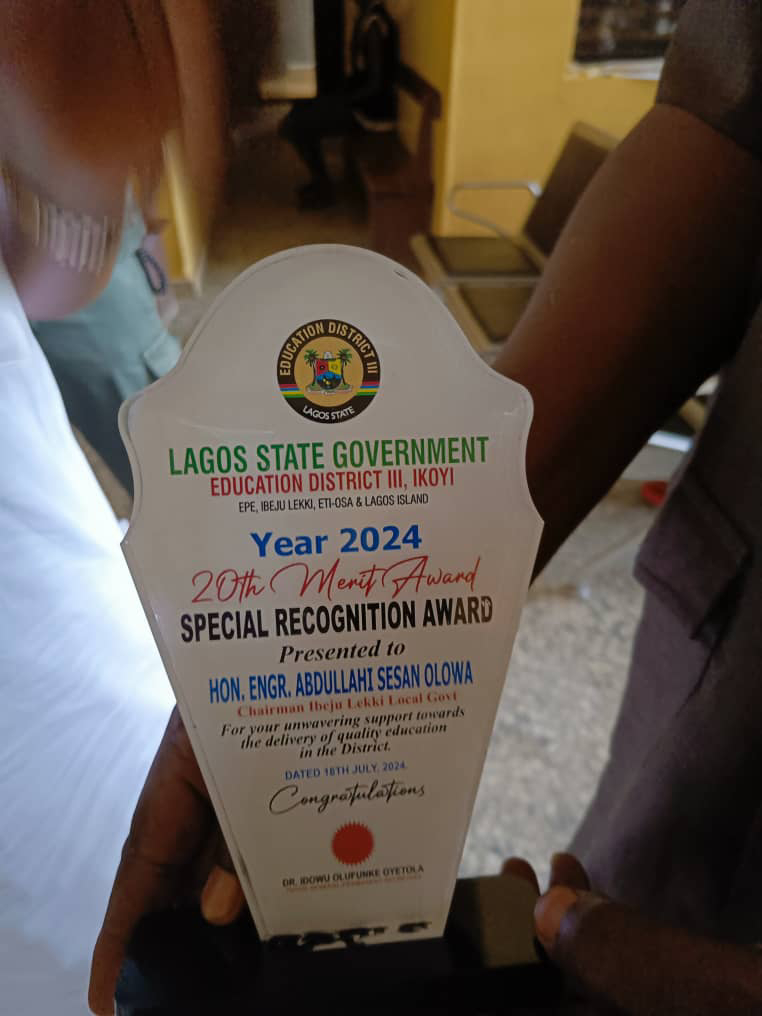 EDUCATION DISTRICT III
LAGOS STATE
LAGOS STATE GOVERNMENT
EDUCATION DISTRICT III, IKOYI
EPE, IBEJU LEKKI, ETI-OSA & LAGOS ISLAND
Year 2024
20th Merit Award
SPECIAL RECOGNITION AWARD
Presented to
HON. ENGR. ABDULLAHI SESAN OLOWA
Chairman Ibeju Lekki Local Govt
For your unwavering support towards
the delivery of quality education
in the District.
DATED 18TH JULY, 2024.
Congratulations
DR. IDOWU OLUFUNKE OYETOLA